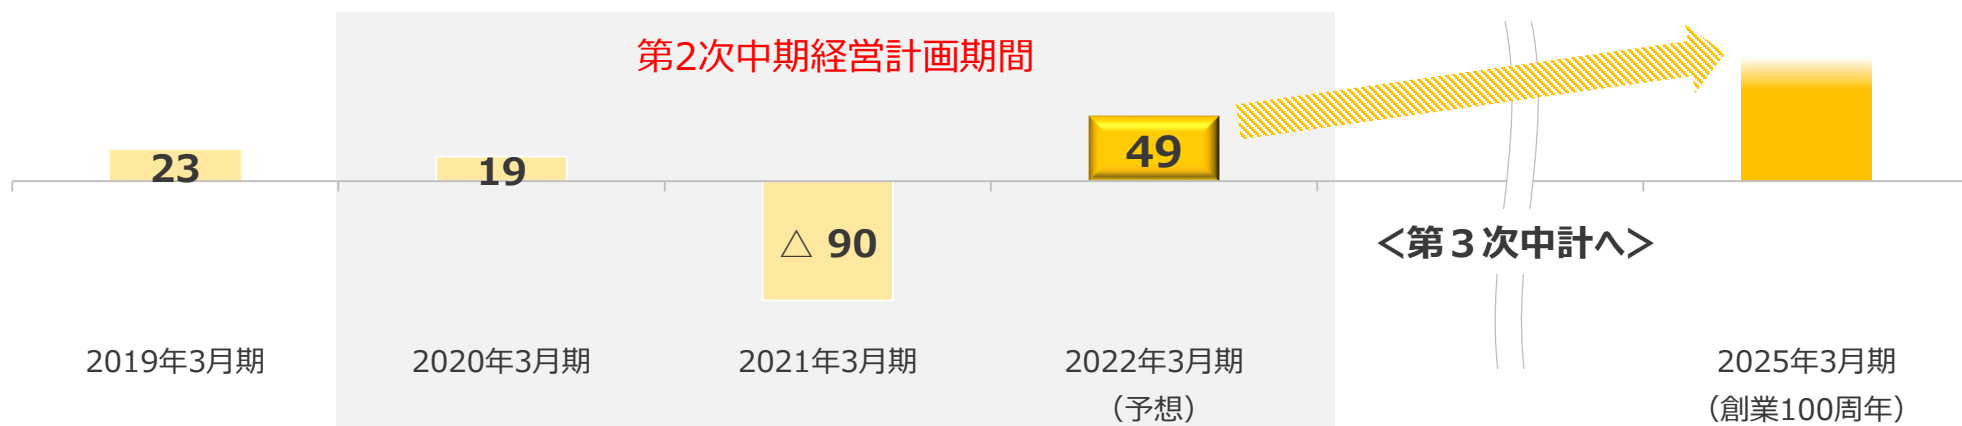 第2次中期経営計画期間
23
19
△ 90
49
＜第３次中計へ＞
2019年3月期
2020年3月期
2021年3月期
2022年3月期
（予想）
2025年3月期
（創業100周年）